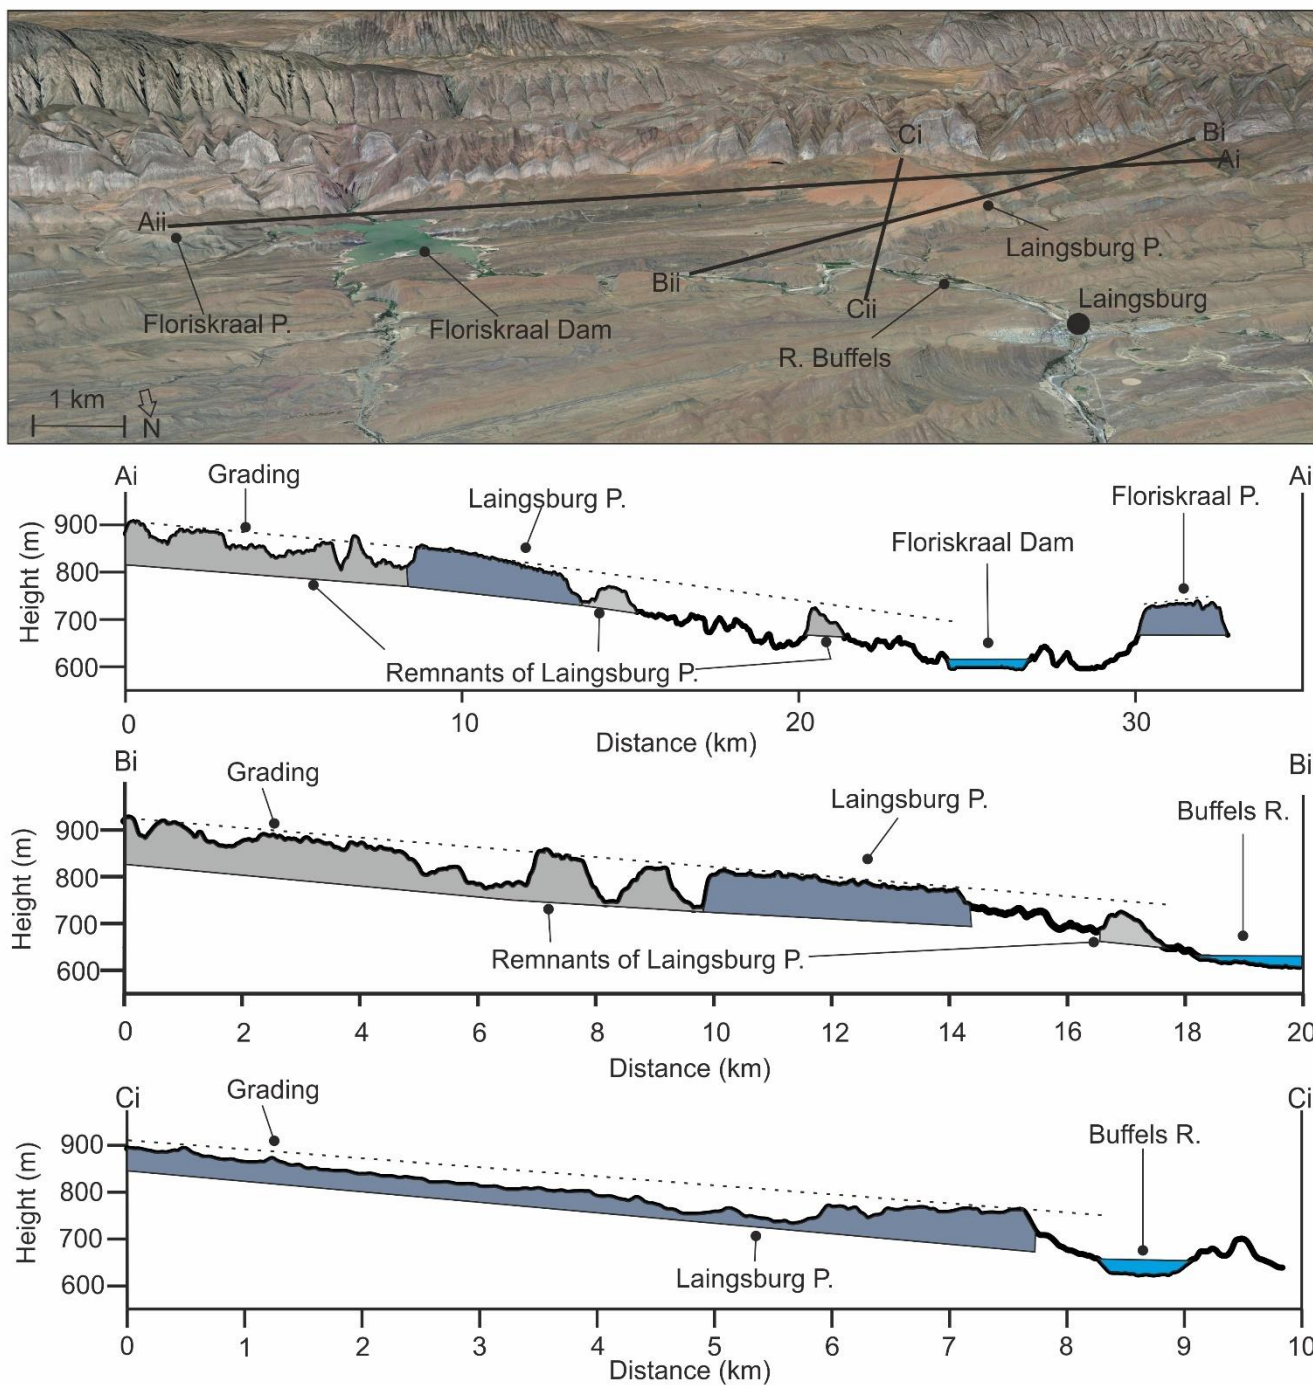 Ci
Bi
Ai
Aii
Laingsburg P.
Bii
Cii
Laingsburg
Floriskraal P.
Floriskraal Dam
R. Buffels
1 km
N
Ai
Grading
Laingsburg P.
Floriskraal P.
Aii
900
Floriskraal Dam
800
Height (m)
700
600
Remnants of Laingsburg P.
0
10
20
30
Distance (km)
Bi
Grading
Laingsburg P.
Buffels R.
Bi
900
800
Height (m)
700
600
Remnants of Laingsburg P.
0
2
4
6
8
10
12
14
16
18
20
Distance (km)
Ci
Grading
Buffels R.
Ci
900
800
Height (m)
700
600
Laingsburg P.
0
1
2
3
4
5
6
7
8
9
10
Distance (km)